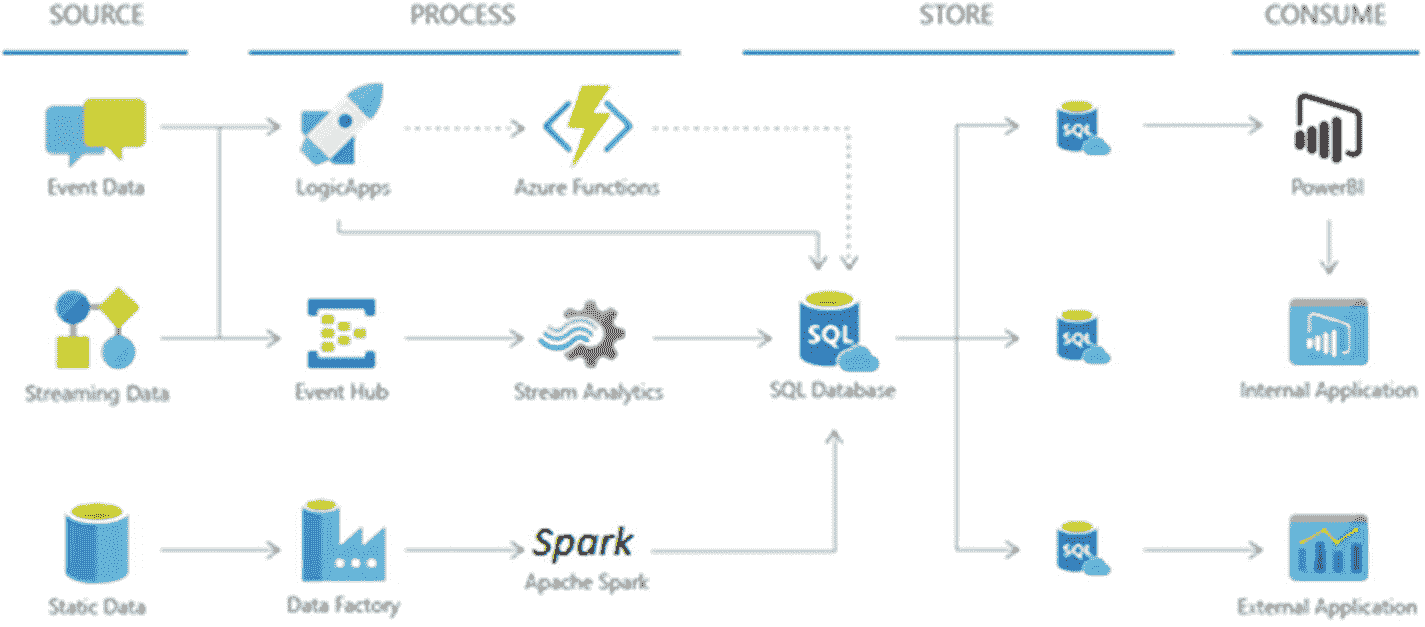 SOURCE PROCESS STORE CONSUME
SQL
Event Data LogicApps Azure Functions PowerBI
SQL SQL
Streaming Data Event Hub Stream Analytics SQL Database Internal Application
Spark SQL
Apache Spark
Static Data Data Factory External Application